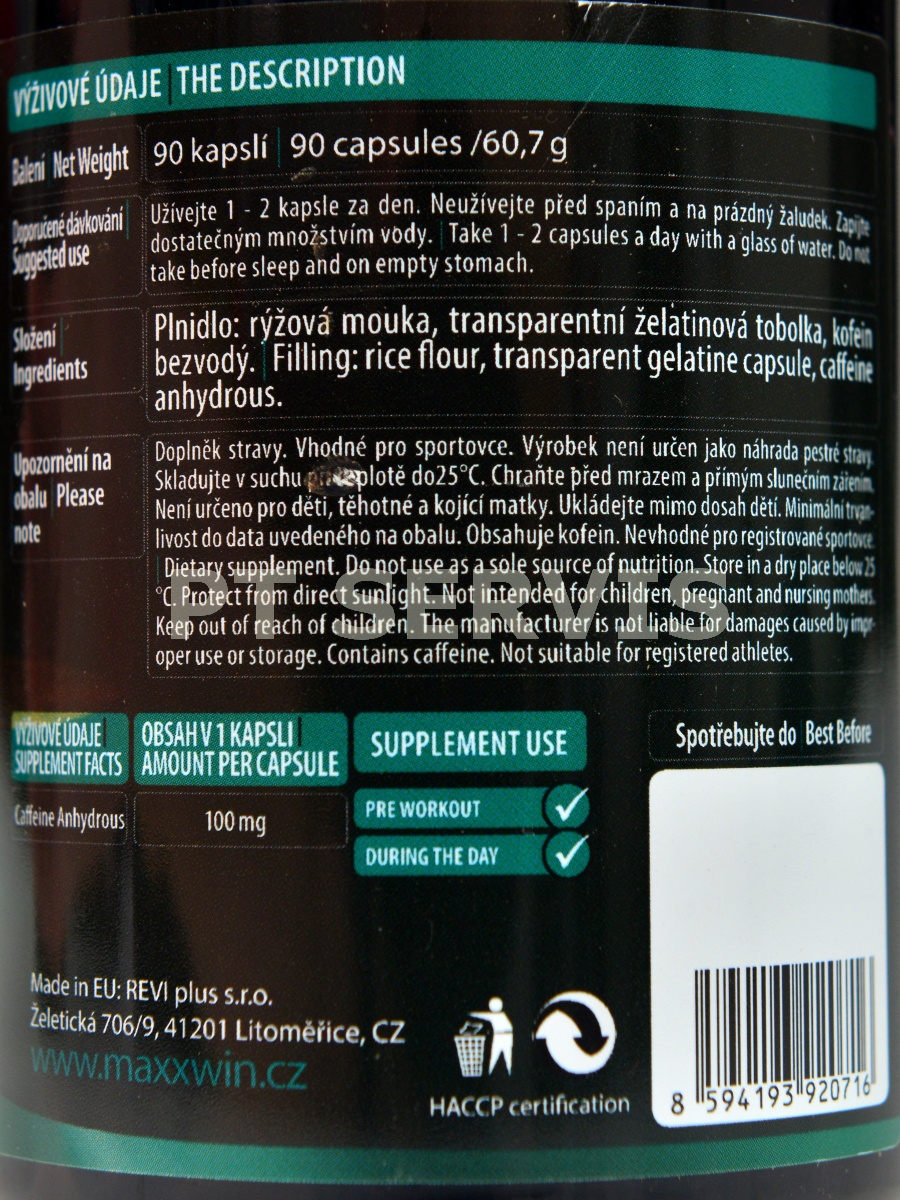 VÝŽIVOVÉ ÚDAJE | THE DESCRIPTION
Balení | Net Weight
90 kapslí | 90 capsules /60,7 g
Doporučené dávkování |
Suggested use
Užívejte 1 - 2 kapsle za den. Neužívejte před spaním a na prázdný žaludek. Zapijte
dostatečným množstvím vody. | Take 1 - 2 capsules a day with a glass of water. Do not
take before sleep and on empty stomach.
Složení |
Ingredients
Plnidlo: rýžová mouka, transparentní želatinová tobolka, kofein
bezvodý. | Filling: rice flour, transparent gelatine capsule, caffeine
anhydrous.
Upozornění na
obalu | Please
note
Doplněk stravy. Vhodné pro sportovce. Výrobek není určen jako náhrada pestré stravy.
Skladujte v suchu plotě do25°C. Chraňte před mrazem a přímým slunečním zářením.
Není určeno pro děti, těhotné a kojící matky. Ukládejte mimo dosah dětí. Minimální trvan-
livost do data uvedeného na obalu. Obsahuje kofein. Nevhodné pro registrované sportovce.
| Dietary supplement. Do not use as a sole source of nutrition. Store in a dry place below 25
°C. Protect from direct sunlight. Not intended for children, pregnant and nursing mothers.
Keep out of reach of children. The manufacturer is not liable for damages caused by impr-
oper use or storage. Contains caffeine. Not suitable for registered athletes.
PT SERVIS
VÝŽIVOVÉ ÚDAJE |
SUPPLEMENT FACTS
OBSAH V 1 KAPSLI |
AMOUNT PER CAPSULE
Caffeine Anhydrous
100 mg
SUPPLEMENT USE
PRE WORKOUT
DURING THE DAY
Spotřebujte do | Best Before
Made in EU: REVI plus s.r.o.
Želetická 706/9, 41201 Litoměřice, CZ
www.maxxwin.cz
HACCP certification
8 594193 920716